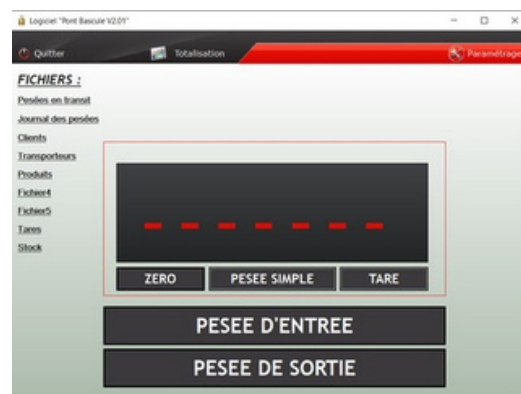 Logiciel "Pont Bascule V2.01"
Quitter
Totalisation
Paramétrage
FICHIERS :
Pesées en transit
Journal des pesées
Clients
Transporteurs
Produits
Fichier4
Fichier5
Tares
Stock
- - - - - - -
ZERO
PESEE SIMPLE
TARE
PESEE D'ENTREE
PESEE DE SORTIE